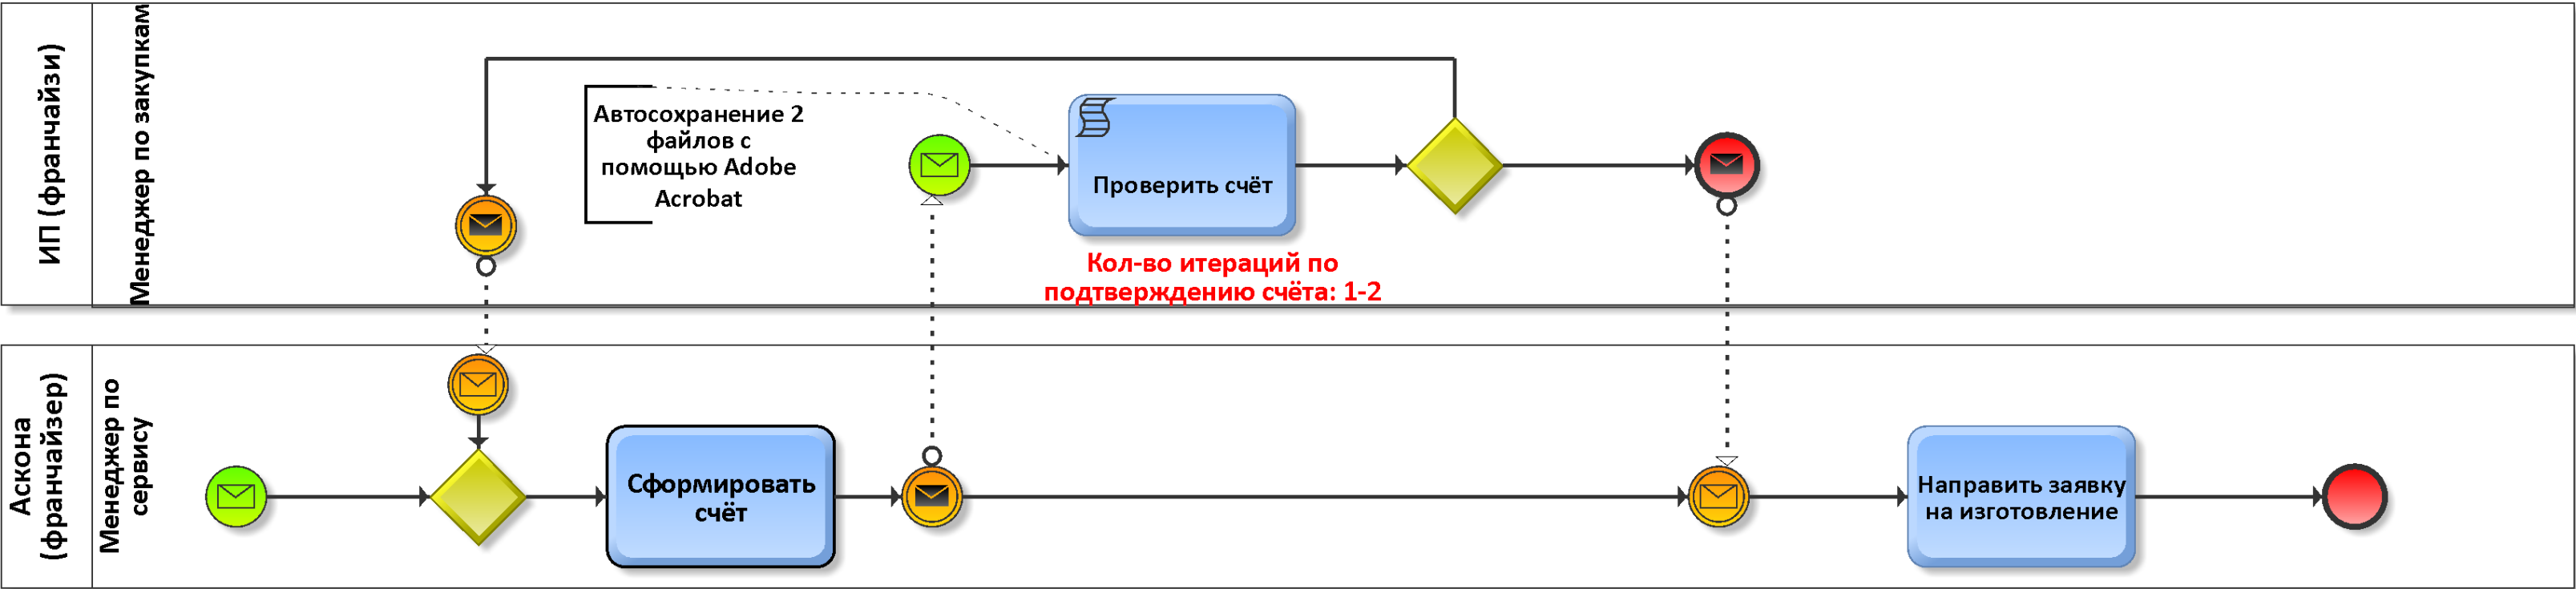 ИП (франчайзи)
Менеджер по закупкам
Автосохранение 2
файлов с
помощью Adobe
Acrobat
Проверить счёт
Кол-во итераций по
подтверждению счёта: 1-2
Аскона
(франчайзер)
Менеджер по
сервису
Сформировать
счёт
Направить заявку
на изготовление